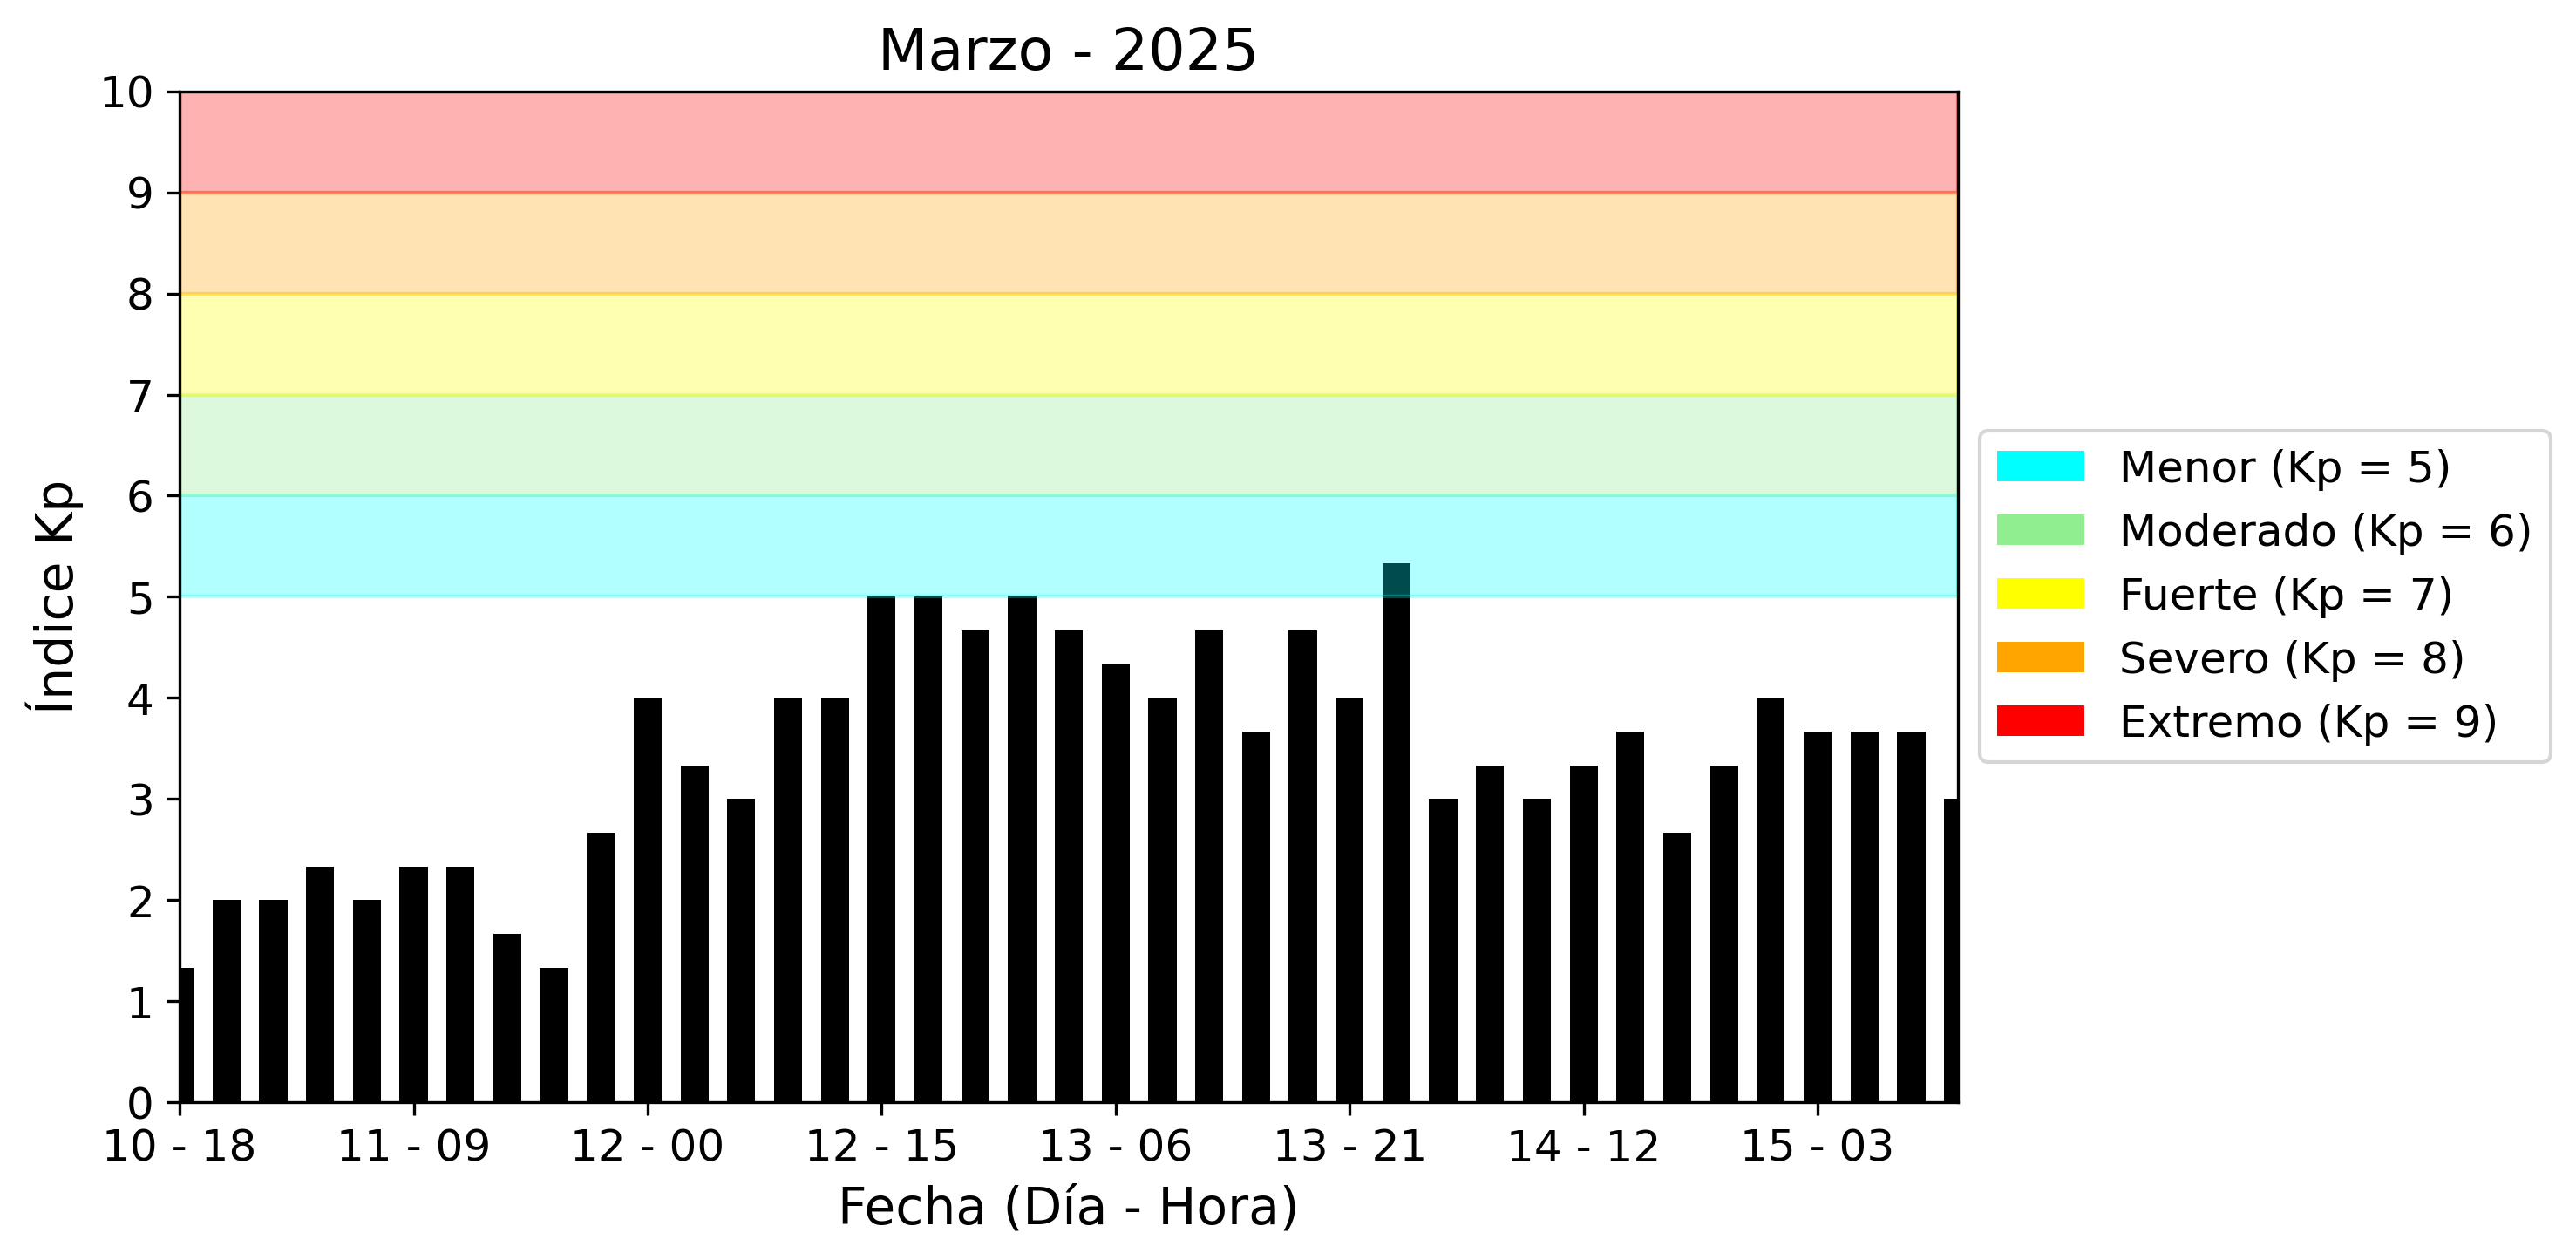 Marzo - 2025
10
9
8
7
6
5
4
3
2
1
0
Índice Kp
10 - 18
11 - 09
12 - 00
12 - 15
13 - 06
13 - 21
14 - 12
15 - 03
Fecha (Día - Hora)
Menor (Kp = 5)
Moderado (Kp = 6)
Fuerte (Kp = 7)
Severo (Kp = 8)
Extremo (Kp = 9)